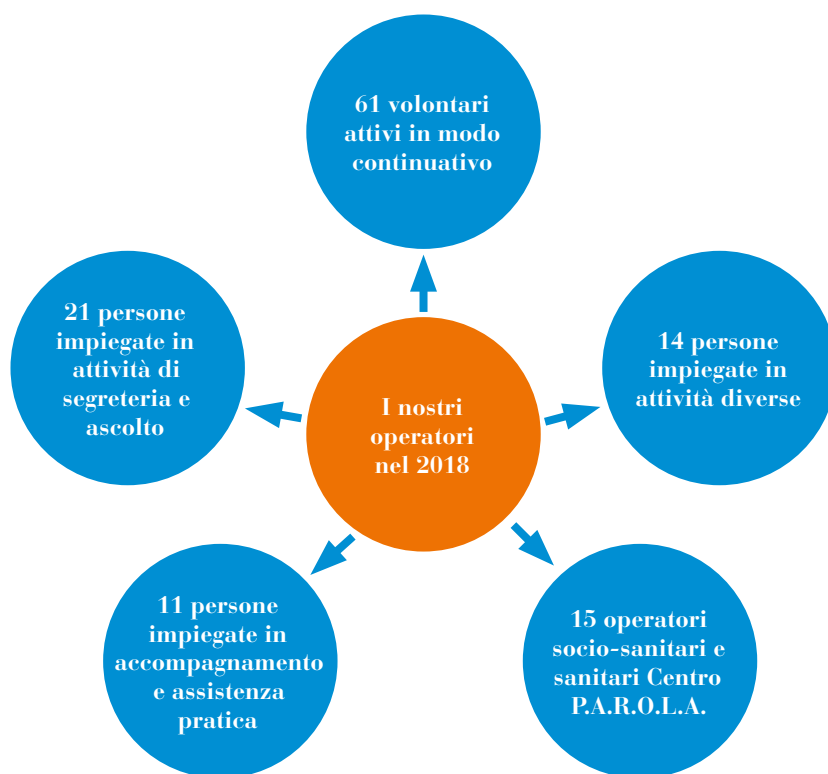 61 volontari
attivi in modo
continuativo
21 persone
impiegate in
attività di
segreteria e
ascolto
14 persone
impiegate in
attività diverse
I nostri
operatori
nel 2018
11 persone
impiegate in
accompagnamento
e assistenza
pratica
15 operatori
socio-sanitari e
sanitari Centro
P.A.R.O.L.A.